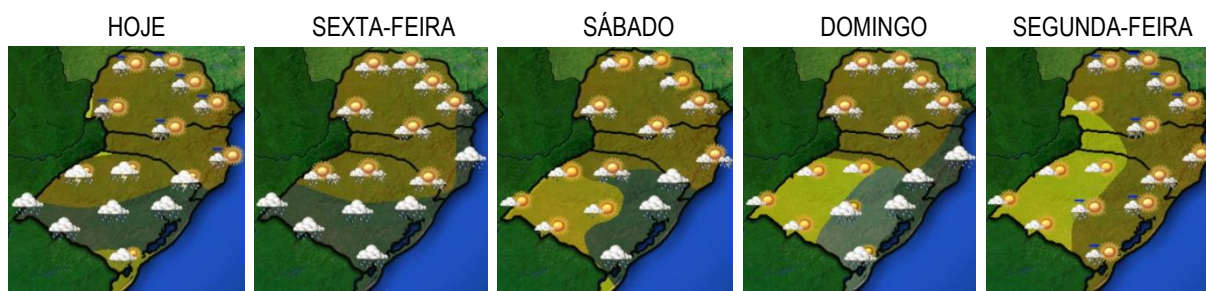 HOJE
SEXTA-FEIRA
SÁBADO
DOMINGO
SEGUNDA-FEIRA